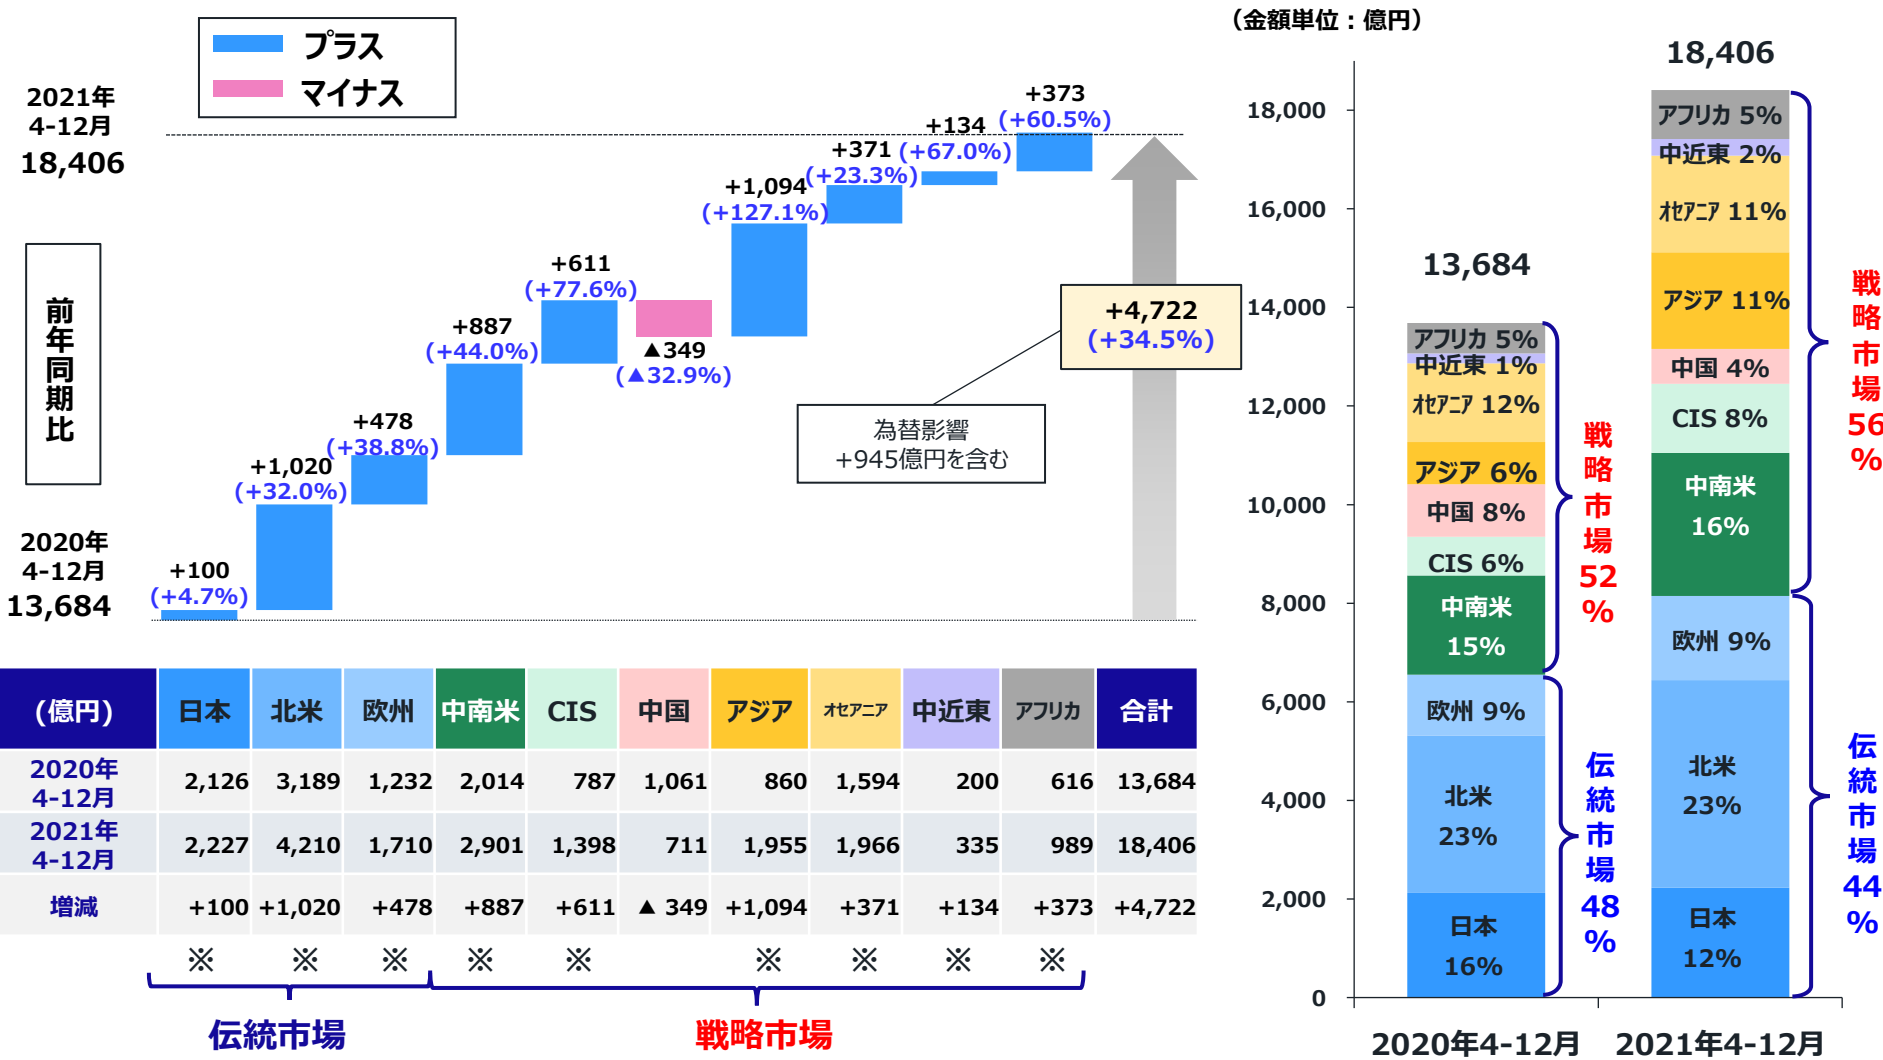 プラス
マイナス
2021年
4-12月
18,406
前年同期比
2020年
4-12月
13,684
+100
(+4.7%)
+1,020
(+32.0%)
+478
(+38.8%)
+887
(+44.0%)
+611
(+77.6%)
▲349
(▲32.9%)
+1,094
(+127.1%)
+371
(+23.3%)
+134
(+67.0%)
+373
(+60.5%)
+4,722
(+34.5%)
為替影響
+945億円を含む
(億円) 日本 北米 欧州 中南米 CIS 中国 アジア オセアニア 中近東 アフリカ 合計
2020年
4-12月 2,126 3,189 1,232 2,014 787 1,061 860 1,594 200 616 13,684
2021年
4-12月 2,227 4,210 1,710 2,901 1,398 711 1,955 1,966 335 989 18,406
増減 +100 +1,020 +478 +887 +611 ▲ 349 +1,094 +371 +134 +373 +4,722
※ ※ ※ ※ ※ ※ ※ ※ ※
伝統市場 戦略市場
(金額単位:億円)
18,000
16,000
14,000
12,000
10,000
8,000
6,000
4,000
2,000
0
13,684
アフリカ 5%
中近東 1%
オセアニア 12%
アジア 6%
中国 8%
CIS 6%
中南米
15%
欧州 9%
北米
23%
日本
16%
戦
略
市
場
52
%
伝
統
市
場
48
%
2020年4-12月
18,406
アフリカ 5%
中近東 2%
オセアニア 11%
アジア 11%
中国 4%
CIS 8%
中南米
16%
欧州 9%
北米
23%
日本
12%
戦
略
市
場
56
%
伝
統
市
場
44
%
2021年4-12月